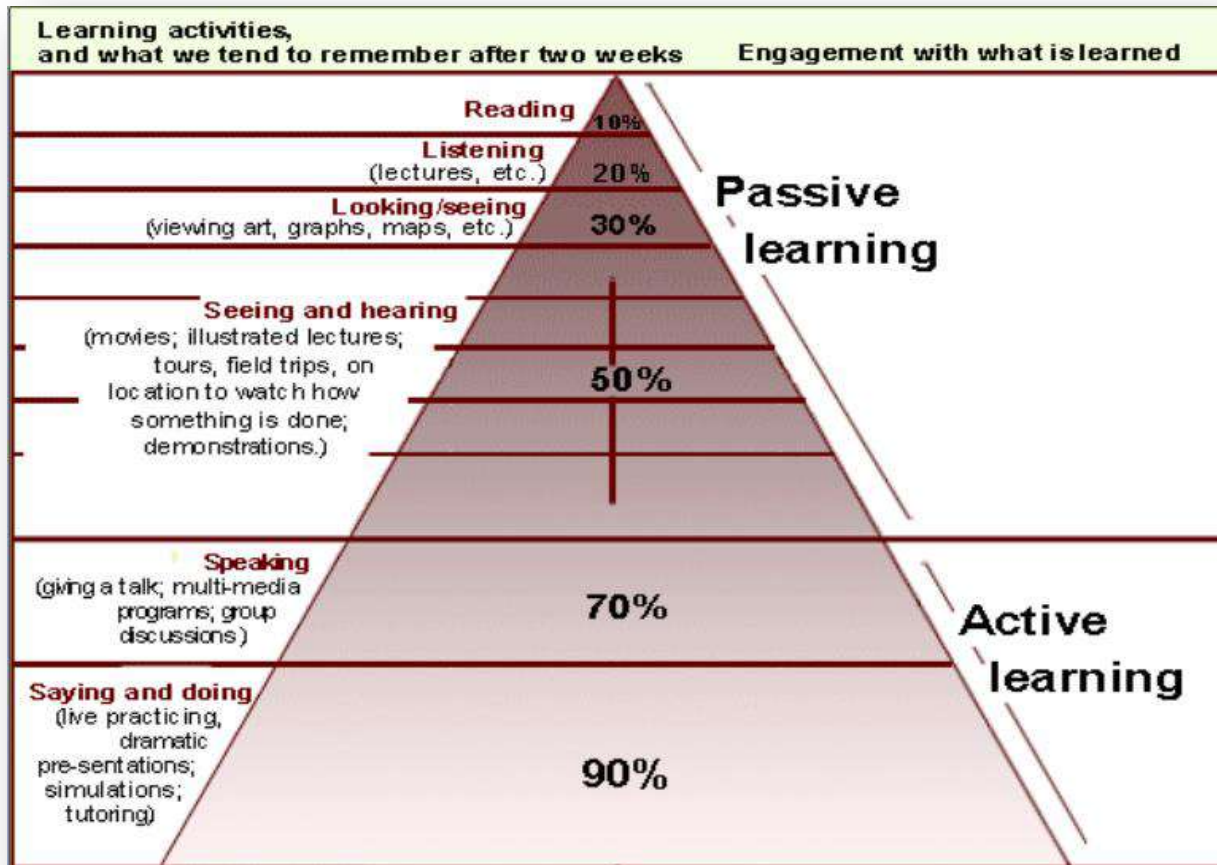 Learning activities,
and what we tend to remember after two weeks
Engagement with what is learned
Reading
10%
Listening
(lectures, etc.)
20%
Looking/seeing
(viewing art, graphs, maps, etc.)
30%
Passive
learning
Seeing and hearing
(movies; illustrated lectures;
tours, field trips, on
location to watch how
something is done;
demonstrations.)
50%
Speaking
(giving a talk; multi-media
programs; group
discussions)
70%
Active
learning
Saying and doing
(live practicing,
dramatic
pre-sentations;
simulations;
tutoring)
90%